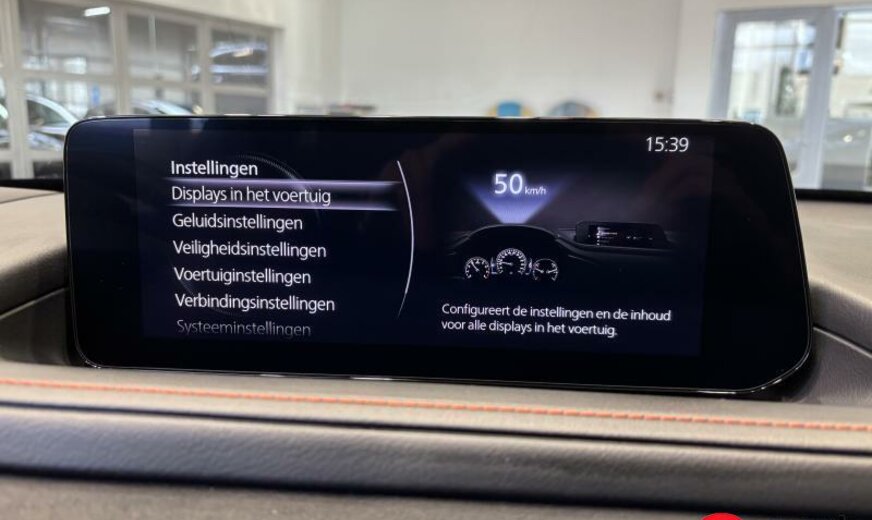 15:39
Instellingen
Displays in het voertuig
Geluidsinstellingen
Veiligheidsinstellingen
Voertuiginstellingen
Verbindingsinstellingen
Systeeminstellingen
50 km/h
Configureert de instellingen en de inhoud
voor alle displays in het voertuig.